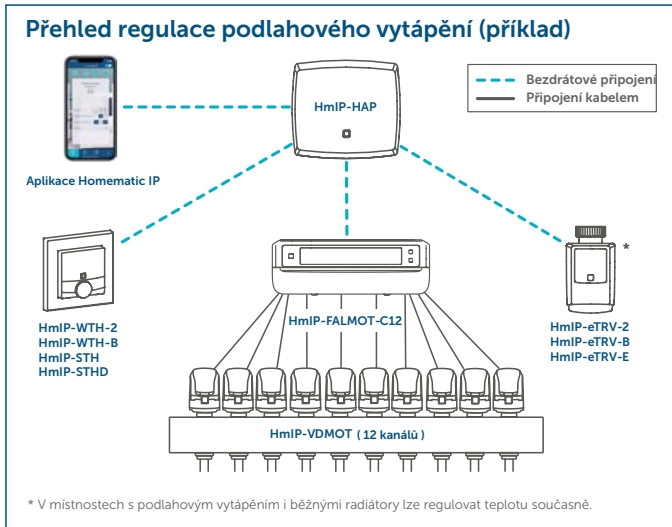 Přehled regulace podlahového vytápění (příklad)
Bezdrátové připojení
Připojení kabelem
HmIP-HAP
Aplikace Homematic IP
HmIP-WTH-2
HmIP-WTH-B
HmIP-STH
HmIP-STHD
HmIP-FALMOT-C12
*
HmIP-eTRV-2
HmIP-eTRV-B
HmIP-eTRV-E
HmIP-VDMOT ( 12 kanálů )
* V místnostech s podlahovým vytápěním i běžnými radiátory lze regulovat teplotu současně.